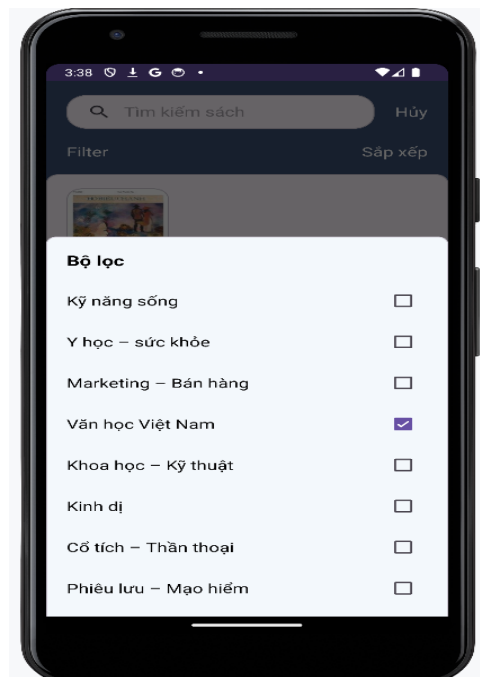 3:38
Tìm kiếm sách Hủy
Filter Sắp xếp
Bộ lọc
Kỹ năng sống
Y học – sức khỏe
Marketing – Bán hàng
Văn học Việt Nam
Khoa học – Kỹ thuật
Kinh dị
Cổ tích – Thần thoại
Phiêu lưu – Mạo hiểm